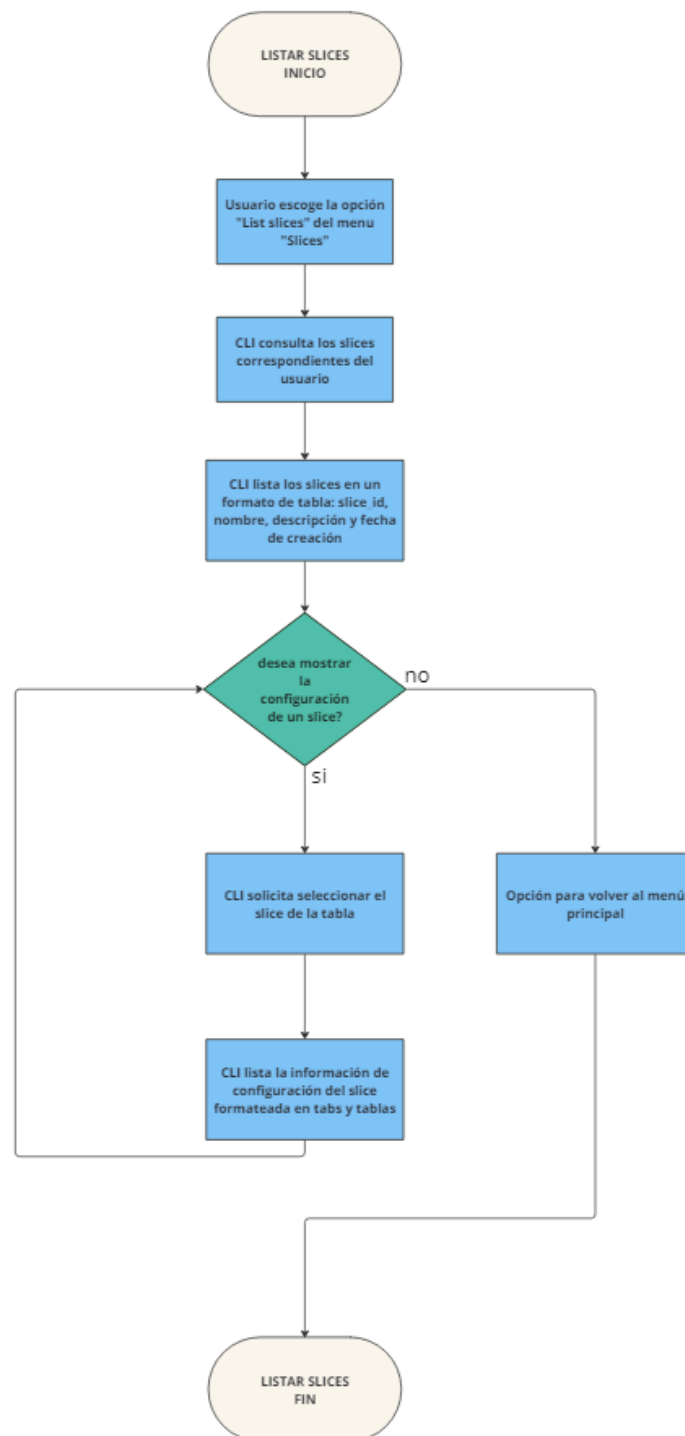 LISTAR SLICES
INICIO
Usuario escoge la opción
"List slices" del menu
"Slices"
CLI consulta los slices
correspondientes del
usuario
CLI lista los slices en un
formato de tabla: slice_id,
nombre, descripción y fecha
de creación
desea mostrar
la
configuración
de un slice?
no
si
CLI solicita seleccionar el
slice de la tabla
Opción para volver al menú
principal
CLI lista la información de
configuración del slice
formateada en tabs y tablas
LISTAR SLICES
FIN